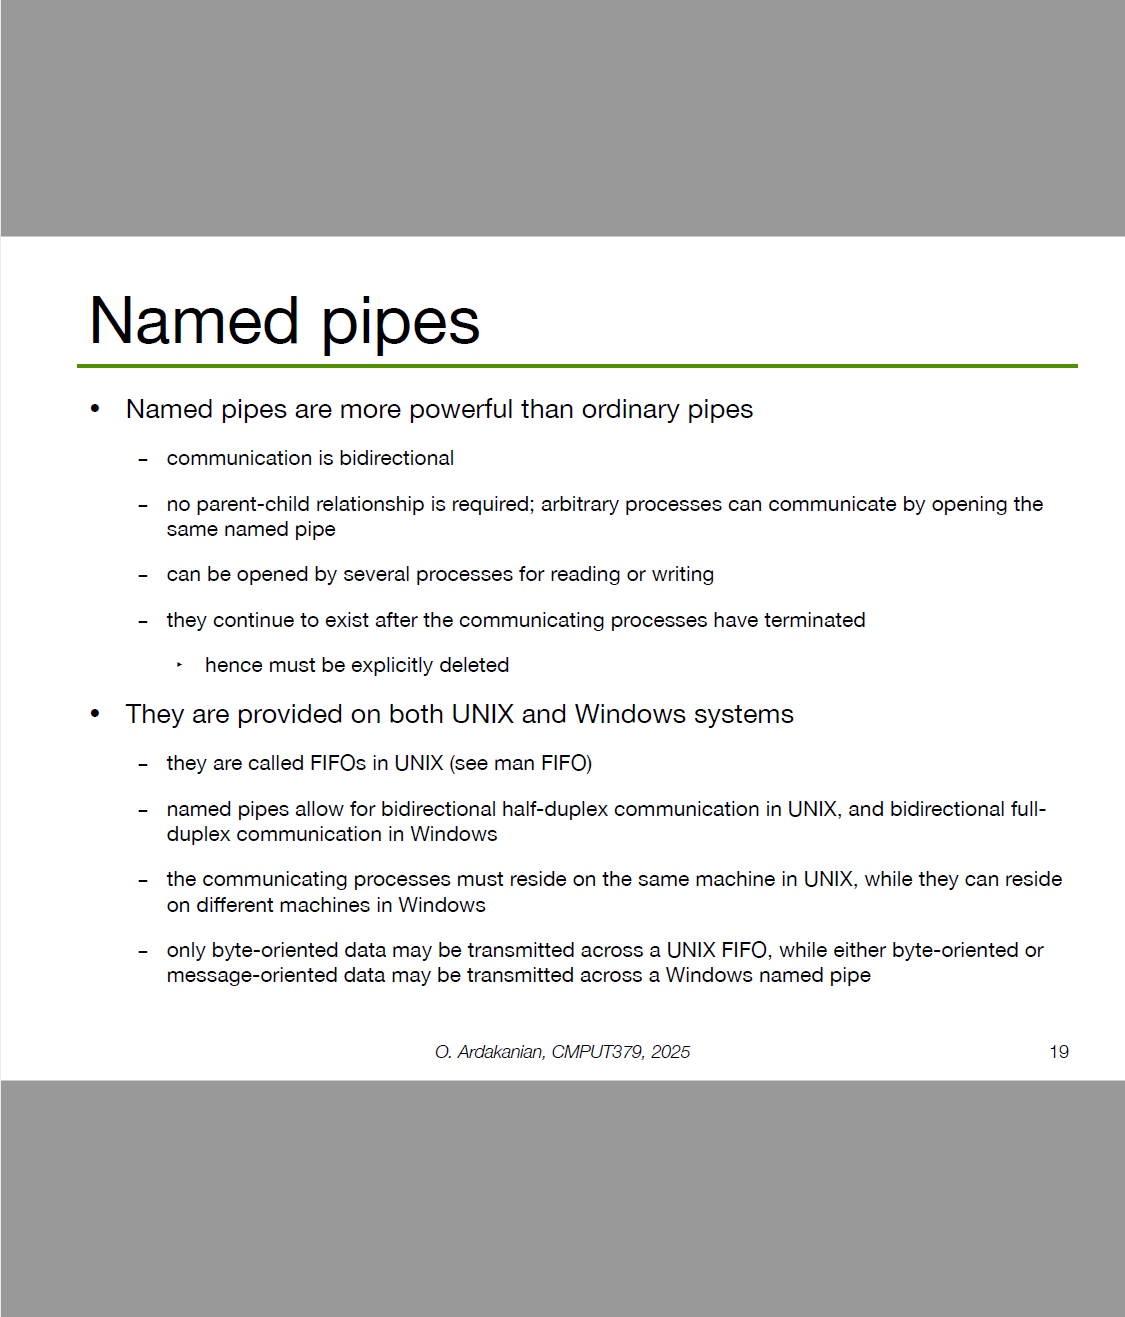 Named pipes
• Named pipes are more powerful than ordinary pipes
– communication is bidirectional
– no parent-child relationship is required; arbitrary processes can communicate by opening the
same named pipe
– can be opened by several processes for reading or writing
– they continue to exist after the communicating processes have terminated
‣ hence must be explicitly deleted
• They are provided on both UNIX and Windows systems
– they are called FIFOs in UNIX (see man FIFO)
– named pipes allow for bidirectional half-duplex communication in UNIX, and bidirectional full-
duplex communication in Windows
– the communicating processes must reside on the same machine in UNIX, while they can reside
on different machines in Windows
– only byte-oriented data may be transmitted across a UNIX FIFO, while either byte-oriented or
message-oriented data may be transmitted across a Windows named pipe
O. Ardakanian, CMPUT379, 2025
19